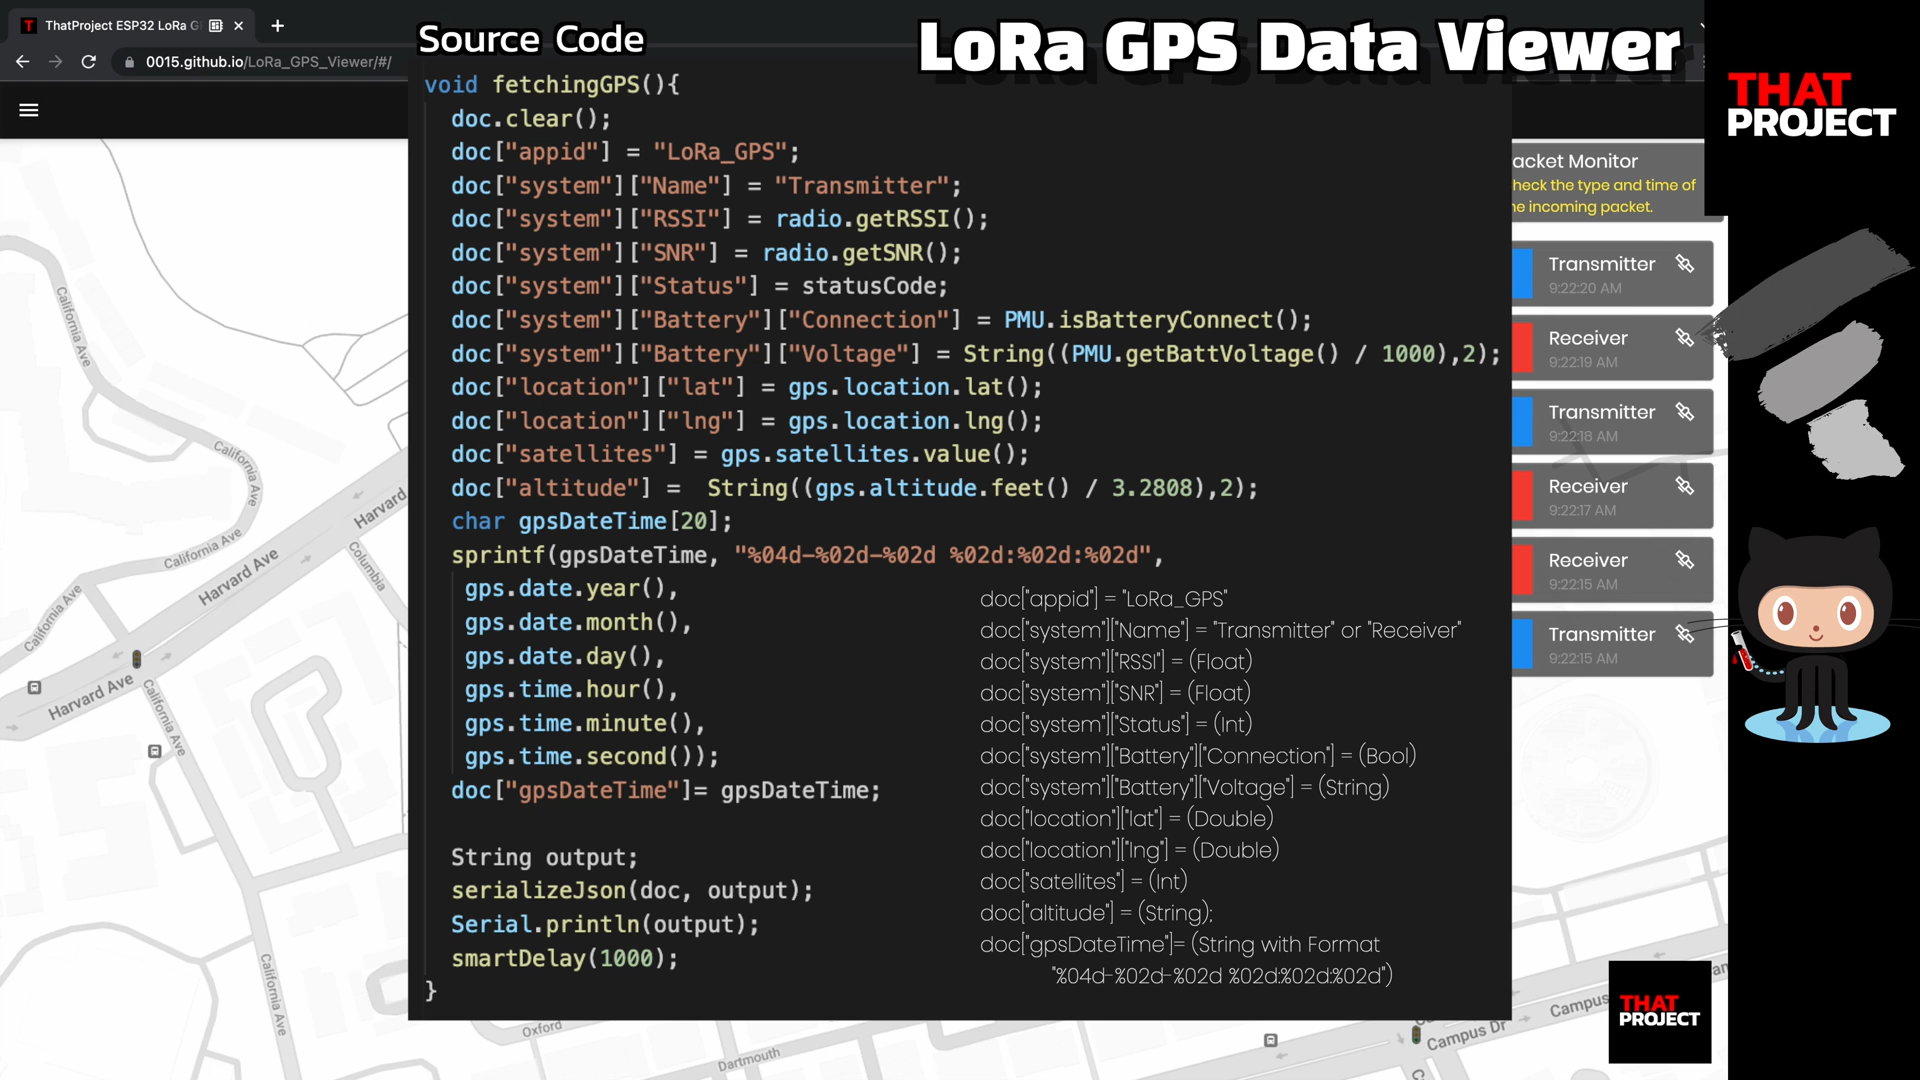 ThatProject ESP32 LoRa G
0015.github.io/LoRa_GPS_Viewer/#/
Source Code
LoRa GPS Data Viewer
THAT
PROJECT
void fetchingGPS(){
doc.clear();
doc["appid"] = "LoRa_GPS";
doc["system"]["Name"] = "Transmitter";
doc["system"]["RSSI"] = radio.getRSSI();
doc["system"]["SNR"] = radio.getSNR();
doc["system"]["Status"] = statusCode;
doc["system"]["Battery"]["Connection"] = PMU.isBatteryConnect();
doc["system"]["Battery"]["Voltage"] = String((PMU.getBattVoltage() / 1000),2);
doc["location"]["lat"] = gps.location.lat();
doc["location"]["lng"] = gps.location.lng();
doc["satellites"] = gps.satellites.value();
doc["altitude"] =  String((gps.altitude.feet() / 3.2808),2);
char gpsDateTime[20];
sprintf(gpsDateTime, "%04d-%02d-%02d %02d:%02d:%02d",
gps.date.year(),
gps.date.month(),
gps.date.day(),
gps.time.hour(),
gps.time.minute(),
gps.time.second());
doc["gpsDateTime"]= gpsDateTime;
String output;
serializeJson(doc, output);
Serial.println(output);
smartDelay(1000);
}
doc["appid"] = "LoRa_GPS"
doc["system"]["Name"] = "Transmitter" or "Receiver"
doc["system"]["RSSI"] = (Float)
doc["system"]["SNR"] = (Float)
doc["system"]["Status"] = (Int)
doc["system"]["Battery"]["Connection"] = (Bool)
doc["system"]["Battery"]["Voltage"] = (String)
doc["location"]["lat"] = (Double)
doc["location"]["lng"] = (Double)
doc["satellites"] = (Int)
doc["altitude"] = (String);
doc["gpsDateTime"]= (String with Format
"%04d-%02d-%02d %02d:%02d:%02d")
acket Monitor
heck the type and time of
he incoming packet.
Transmitter
9:22:20 AM
Receiver
9:22:19 AM
Transmitter
9:22:18 AM
Receiver
9:22:17 AM
Receiver
9:22:15 AM
Transmitter
9:22:15 AM
California Ave
California Ave
California Ave
California Ave
Harvard
Harvard Ave
Columbia
Harvard Ave
California Ave
California Ave
Oxford
Dartmouth
Campus Dr
Campus
THAT
PROJECT